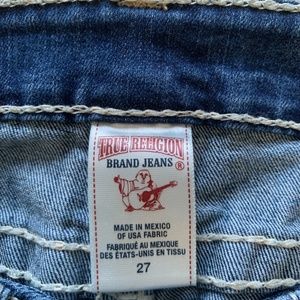 TRUE RELIGION
BRAND JEANS ®
MADE IN MEXICO
OF USA FABRIC
FABRIQUÉ AU MEXIQUE
DES ÉTATS-UNIS EN TISSU
27